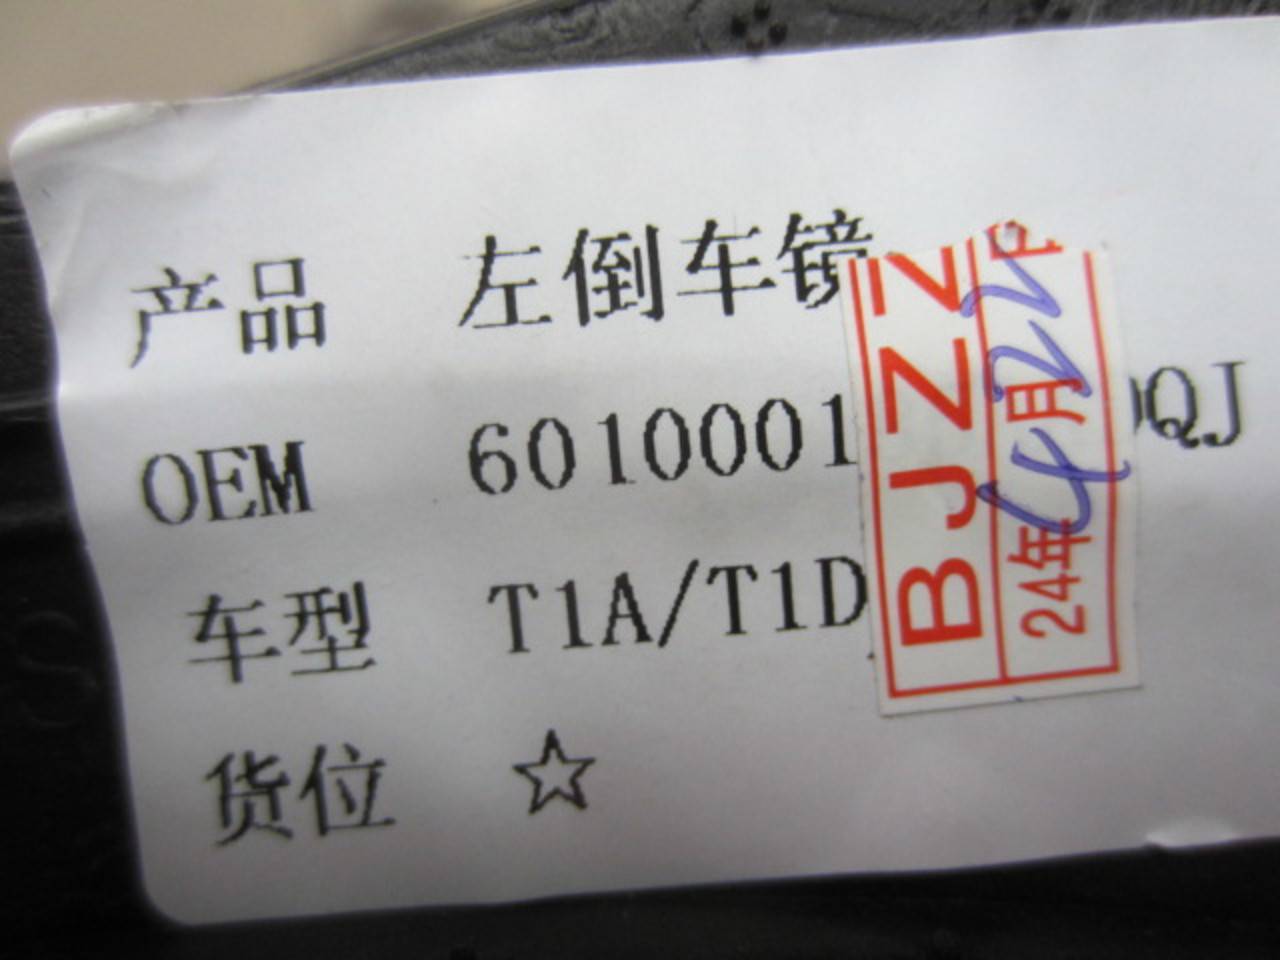 产品 左倒车镜
OEM 6010001 QJ
车型 T1A/T1D
货位 ☆
BJZZ
24年4月22